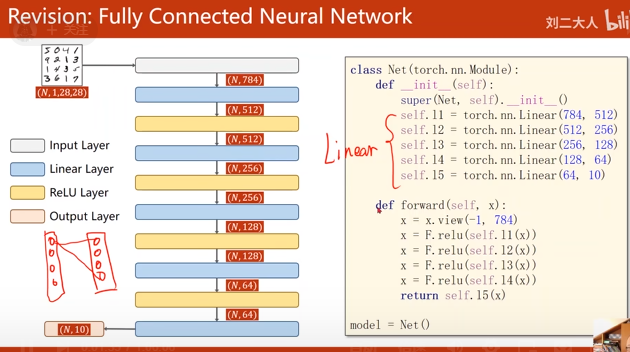 Revision: Fully Connected Neural Network
刘二大人
bili
+ 关注
5 0 4 1
9 2 1 3
1 4 3 5
3 6 1 7
(N, 1,28,28)
(N, 784)
(N, 512)
(N, 512)
(N, 256)
(N, 256)
(N, 128)
(N, 128)
(N, 64)
(N, 64)
(N, 10)
Input Layer
Linear Layer
ReLU Layer
Output Layer
Linear
class Net(torch.nn.Module):
def __init__(self):
super(Net, self).__init__()
self.l1 = torch.nn.Linear(784, 512)
self.l2 = torch.nn.Linear(512, 256)
self.l3 = torch.nn.Linear(256, 128)
self.l4 = torch.nn.Linear(128, 64)
self.l5 = torch.nn.Linear(64, 10)
def forward(self, x):
x = x.view(-1, 784)
x = F.relu(self.l1(x))
x = F.relu(self.l2(x))
x = F.relu(self.l3(x))
x = F.relu(self.l4(x))
return self.l5(x)
model = Net()